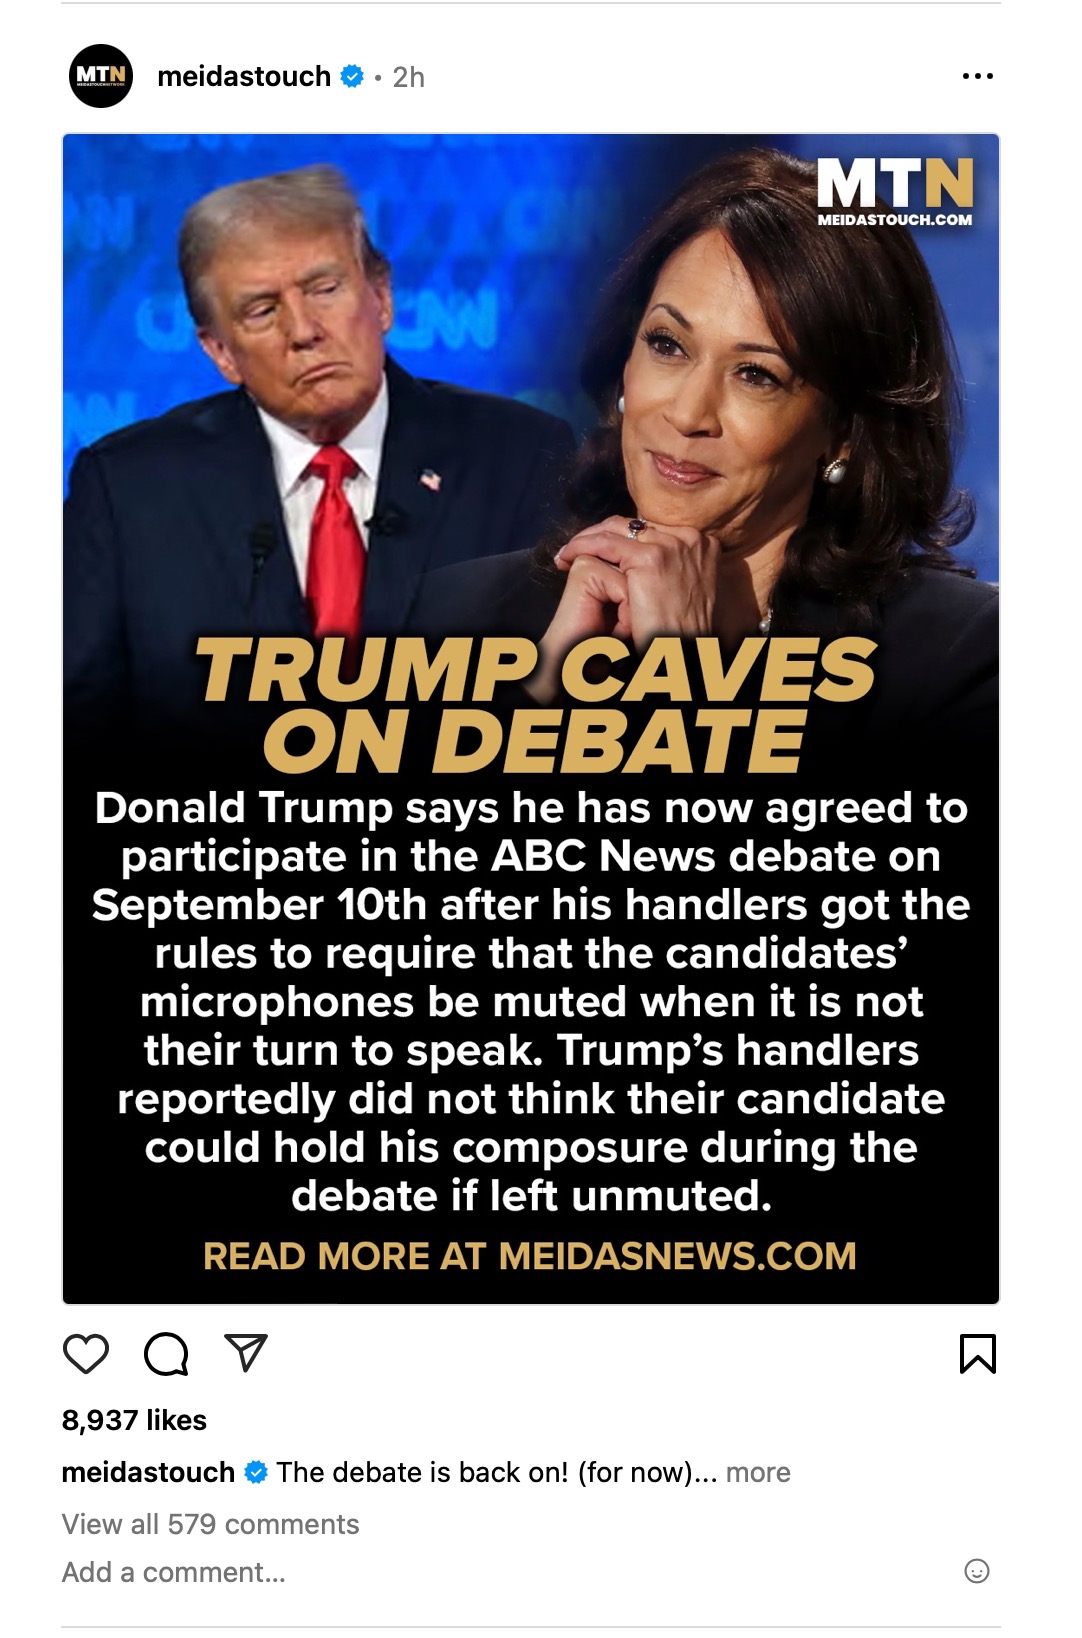 MTN
meidastouch • 2h
MTN
MEIDASTOUCH.COM
CNN
TRUMP CAVES
ON DEBATE
Donald Trump says he has now agreed to
participate in the ABC News debate on
September 10th after his handlers got the
rules to require that the candidates’
microphones be muted when it is not
their turn to speak. Trump’s handlers
reportedly did not think their candidate
could hold his composure during the
debate if left unmuted.
READ MORE AT MEIDASNEWS.COM
8,937 likes
meidastouch The debate is back on! (for now)... more
View all 579 comments
Add a comment...